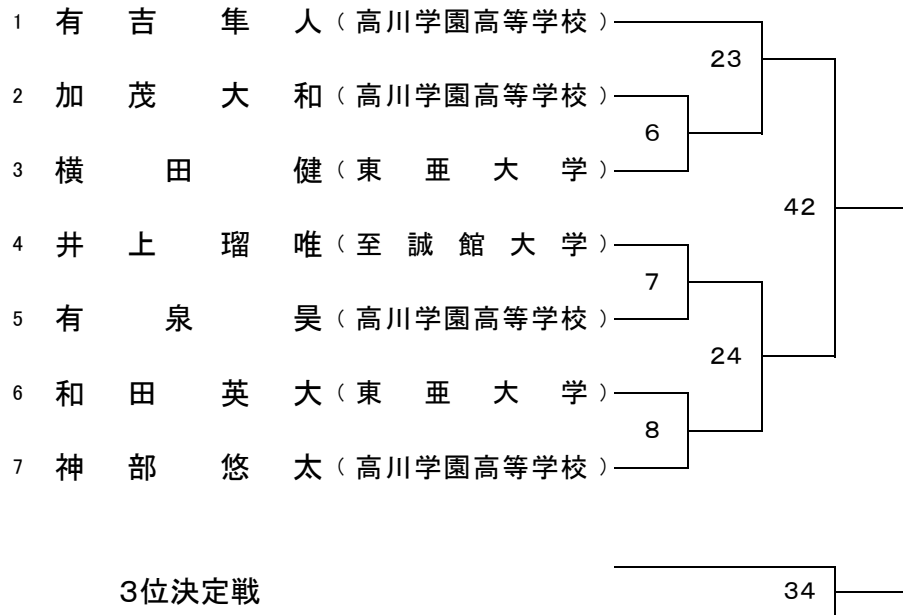 1 有吉隼人（高川学園高等学校）
23
2 加茂大和（高川学園高等学校）
6
3 横田健（東亜大学）
42
4 井上瑠唯（至誠館大学）
7
5 有泉昊（高川学園高等学校）
24
6 和田英大（東亜大学）
8
7 神部悠太（高川学園高等学校）
3位決定戦
34